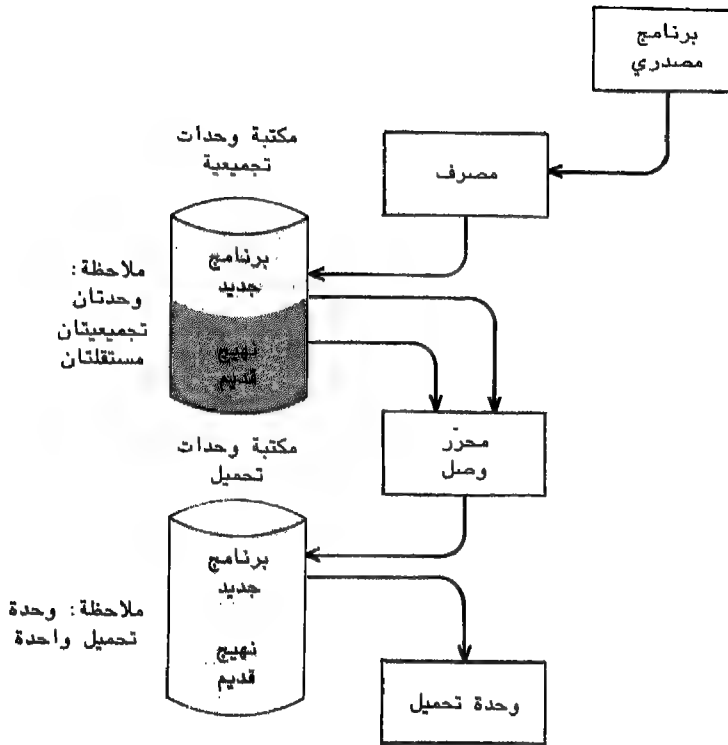 برنامج
مصدري
مصرف
مكتبة وحدات
تجميعية
برنامج
جديد
نهيج
قديم
ملاحظة:
وحدتان
تجميعيتان
مستقلتان
محرّر
وصل
مكتبة وحدات
تحميل
برنامج
جديد
نهيج
قديم
ملاحظة: وحدة
تحميل واحدة
وحدة تحميل